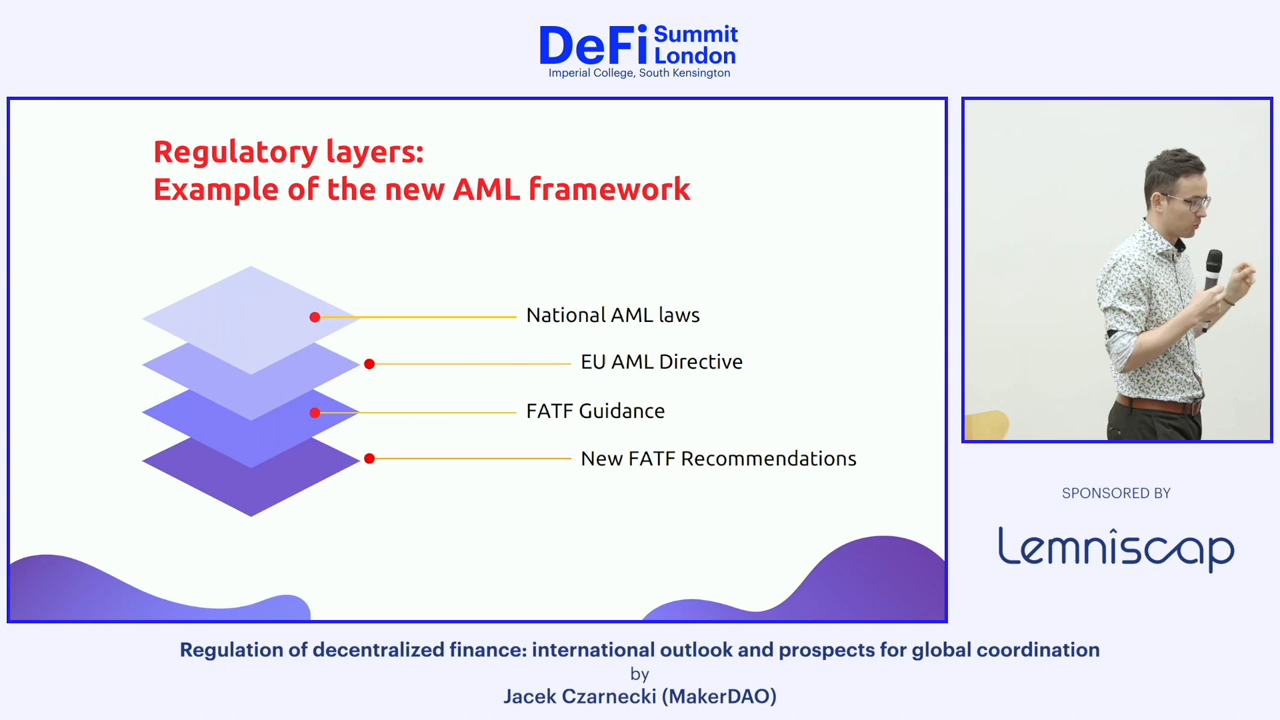 DeFi Summit
London
Imperial College, South Kensington
Regulatory layers:
Example of the new AML framework
National AML laws
EU AML Directive
FATF Guidance
New FATF Recommendations
SPONSORED BY
Lemniscap
Regulation of decentralized finance: international outlook and prospects for global coordination
by
Jacek Czarnecki (MakerDAO)